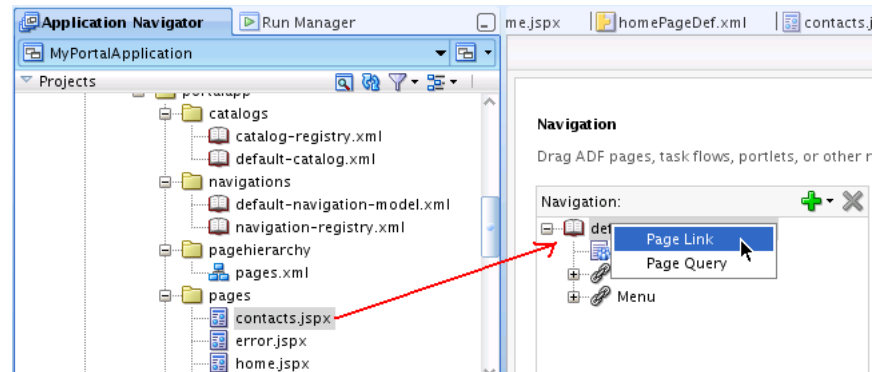 Application Navigator
Run Manager
me.jspx
homePageDef.xml
contacts.j
MyPortalApplication
Projects
portalapp
catalogs
catalog-registry.xml
default-catalog.xml
navigations
default-navigation-model.xml
navigation-registry.xml
pagehierarchy
pages.xml
pages
contacts.jspx
error.jspx
home.jspx
Navigation
Drag ADF pages, task flows, portlets, or other r
Navigation:
def
Page Link
Page Query
Menu